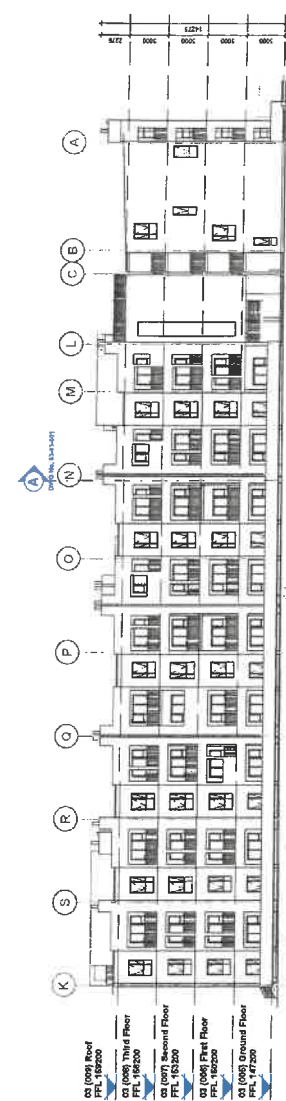 2275
3000
3000
3000
3000
14275
A
B
C
L
M
A
N
O
P
Q
R
S
K
03 (009) Roof
FFL 159200
03 (008) Third Floor
FFL 156200
03 (007) Second Floor
FFL 153200
03 (006) First Floor
FFL 150200
03 (005) Ground Floor
FFL 147200